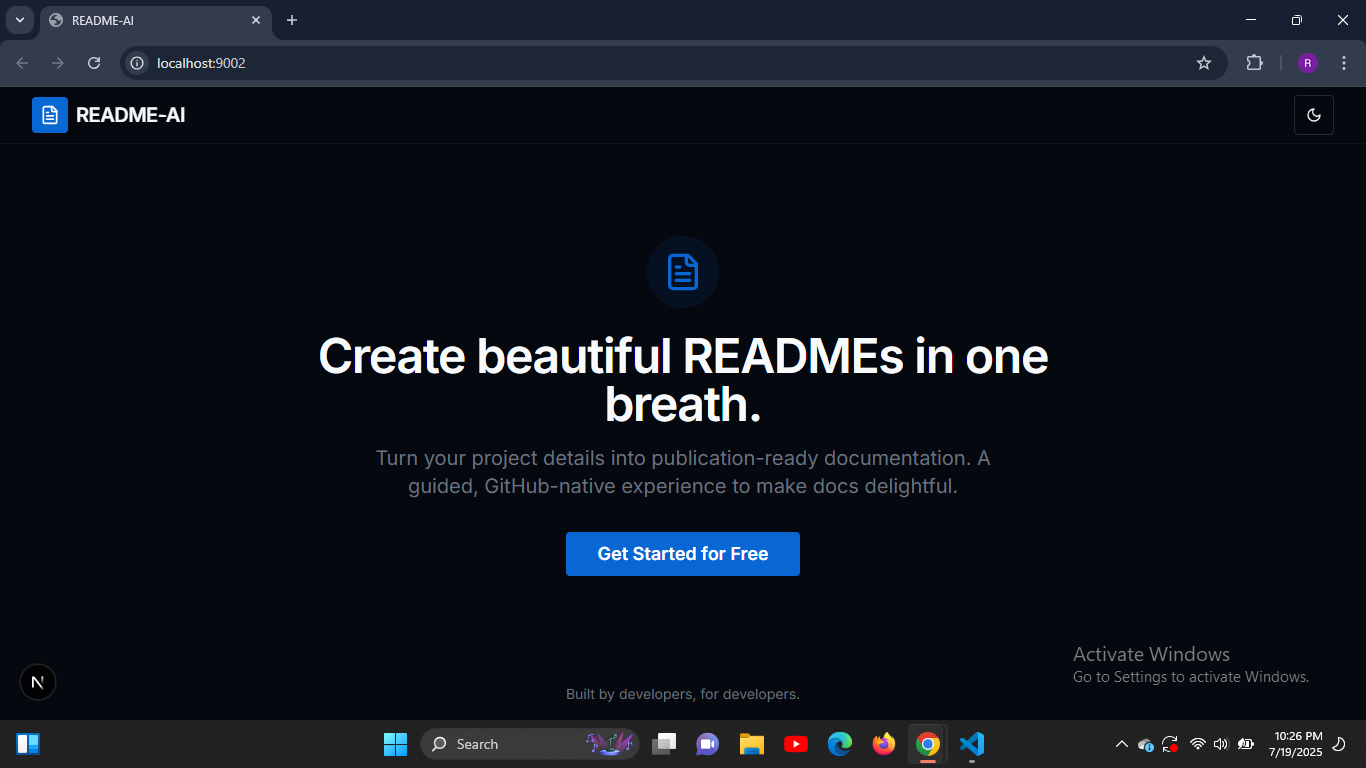 README-AI
localhost:9002
R
README-AI
Create beautiful READMEs in one
breath.
Turn your project details into publication-ready documentation. A
guided, GitHub-native experience to make docs delightful.
Get Started for Free
Activate Windows
Go to Settings to activate Windows.
N
Built by developers, for developers.
Search
10:26 PM
7/19/2025